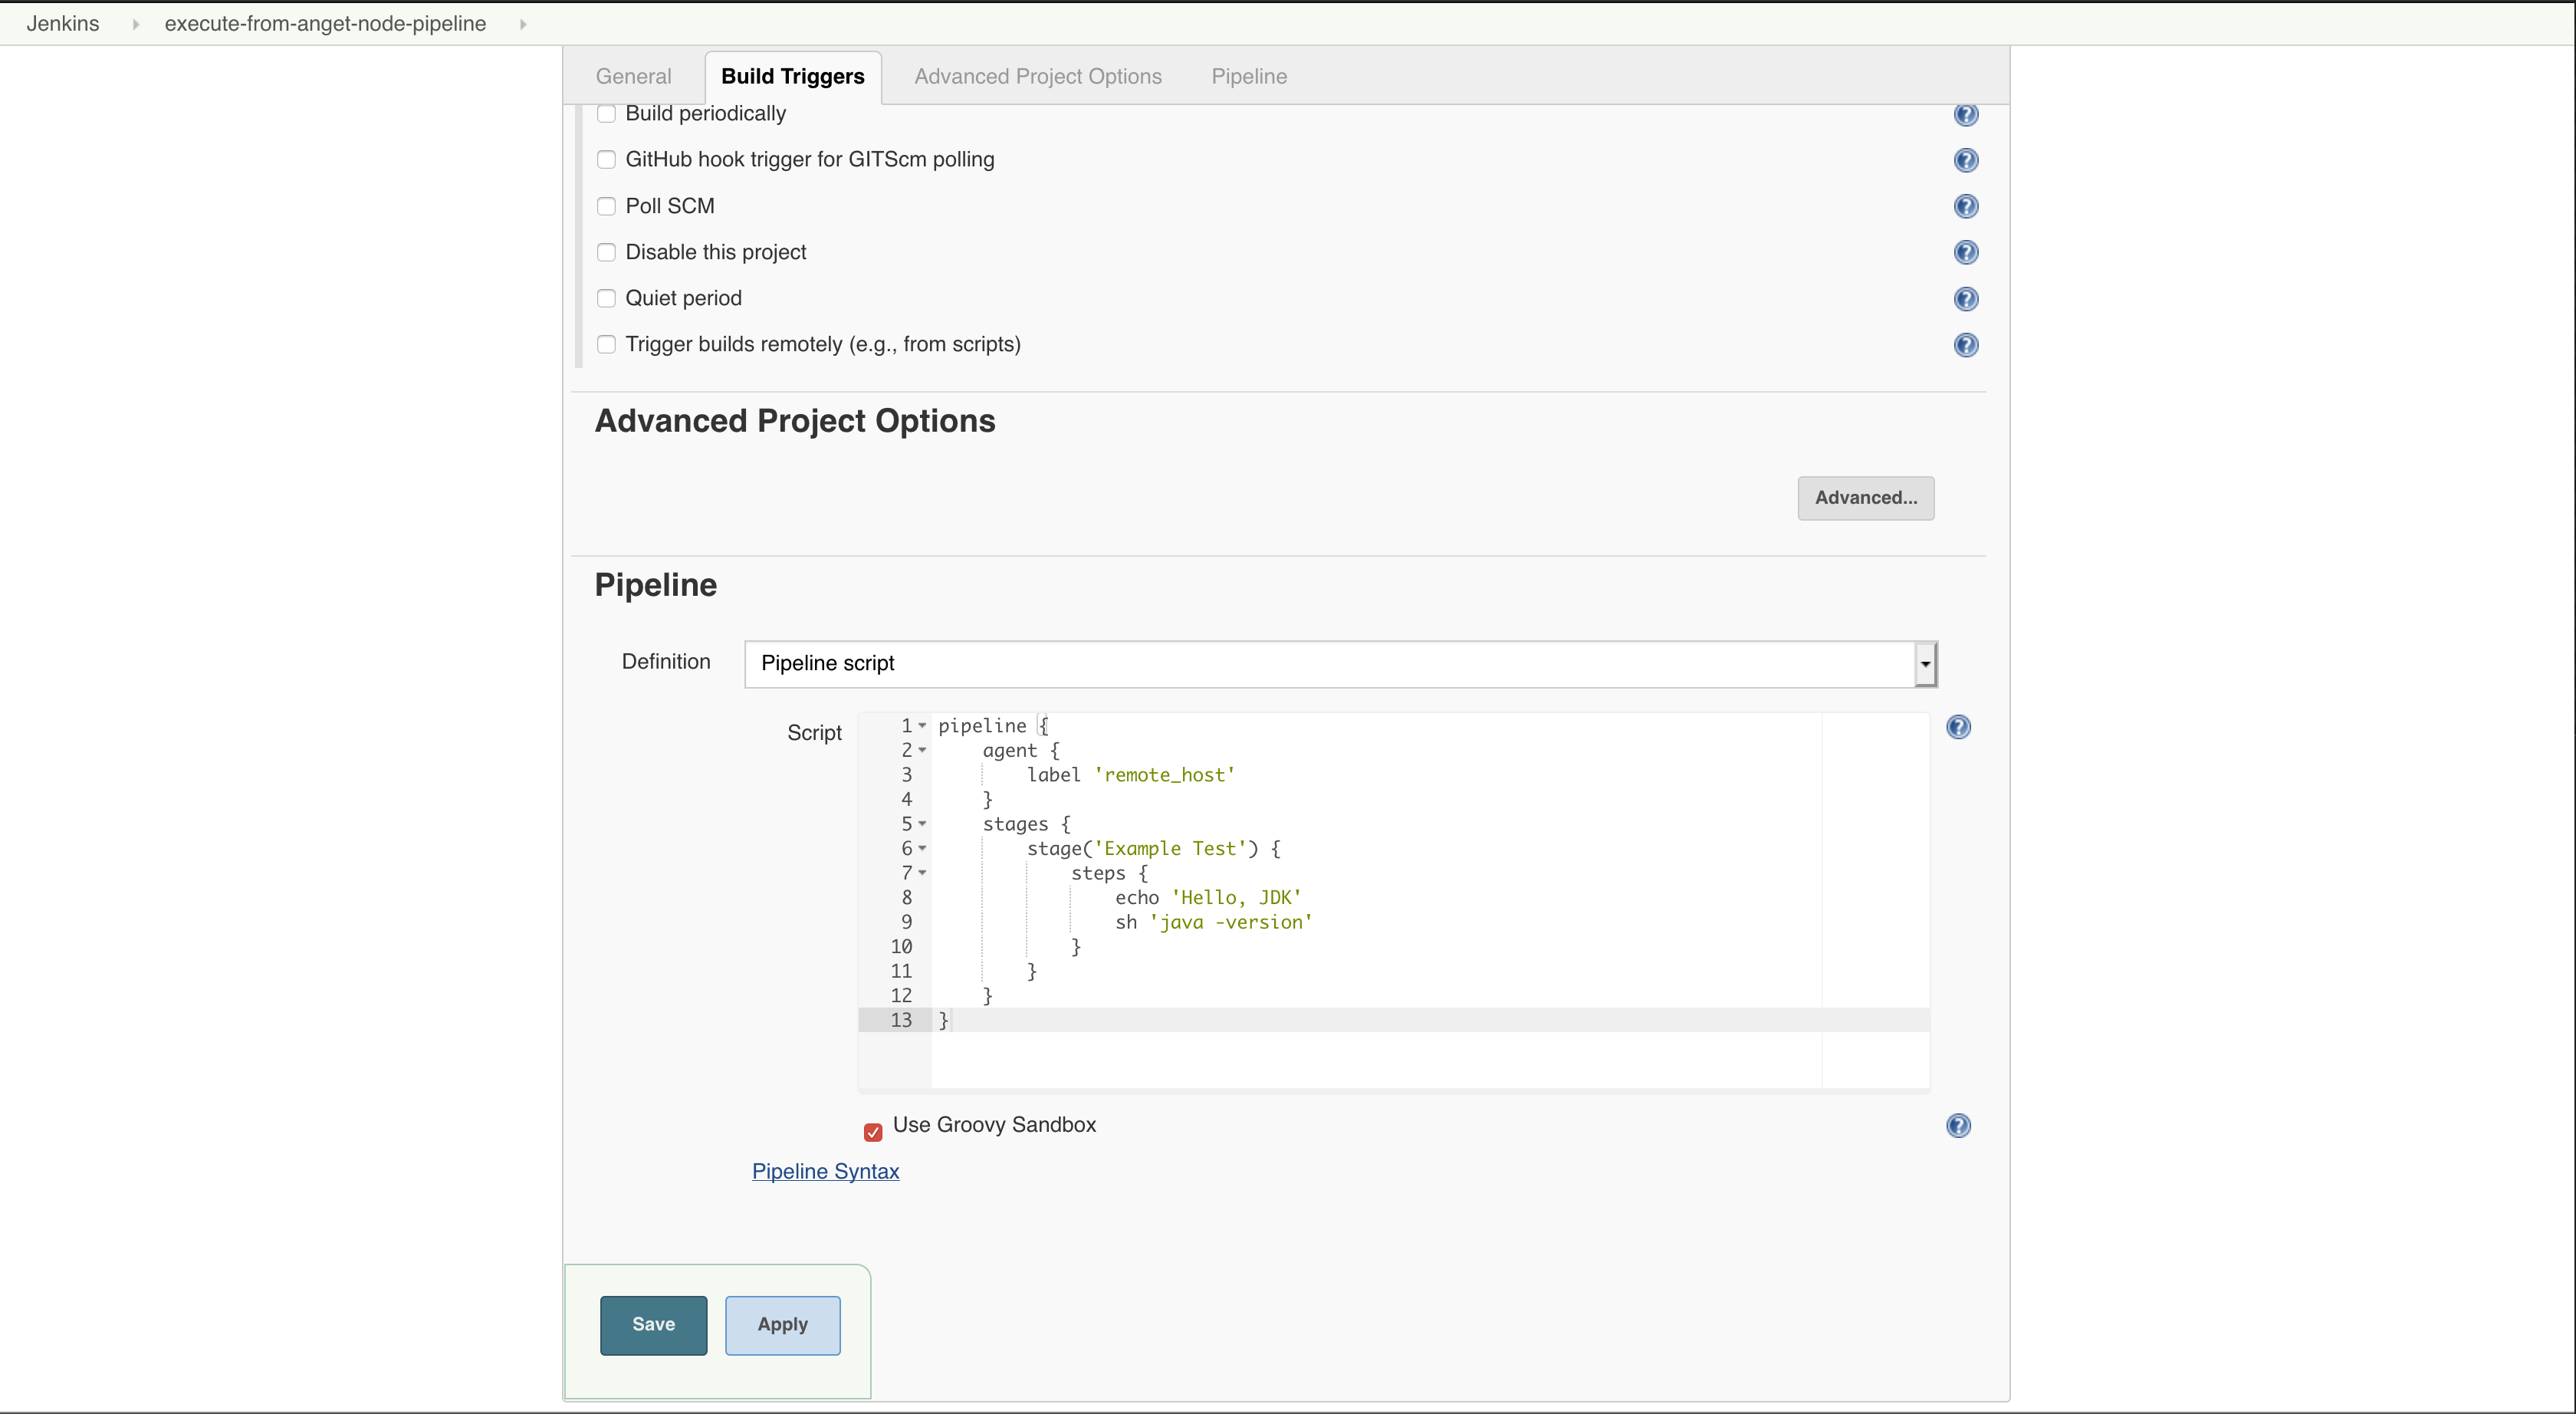 Jenkins execute-from-anget-node-pipeline
General Build Triggers Advanced Project Options Pipeline
Build periodically
GitHub hook trigger for GITScm polling
Poll SCM
Disable this project
Quiet period
Trigger builds remotely (e.g., from scripts)
Advanced Project Options
Advanced...
Pipeline
Definition Pipeline script
Script
1 pipeline {
2     agent {
3         label 'remote_host'
4     }
5     stages {
6         stage('Example Test') {
7             steps {
8                 echo 'Hello, JDK'
9                 sh 'java -version'
10             }
11         }
12     }
13 }
Use Groovy Sandbox
Pipeline Syntax
Save Apply